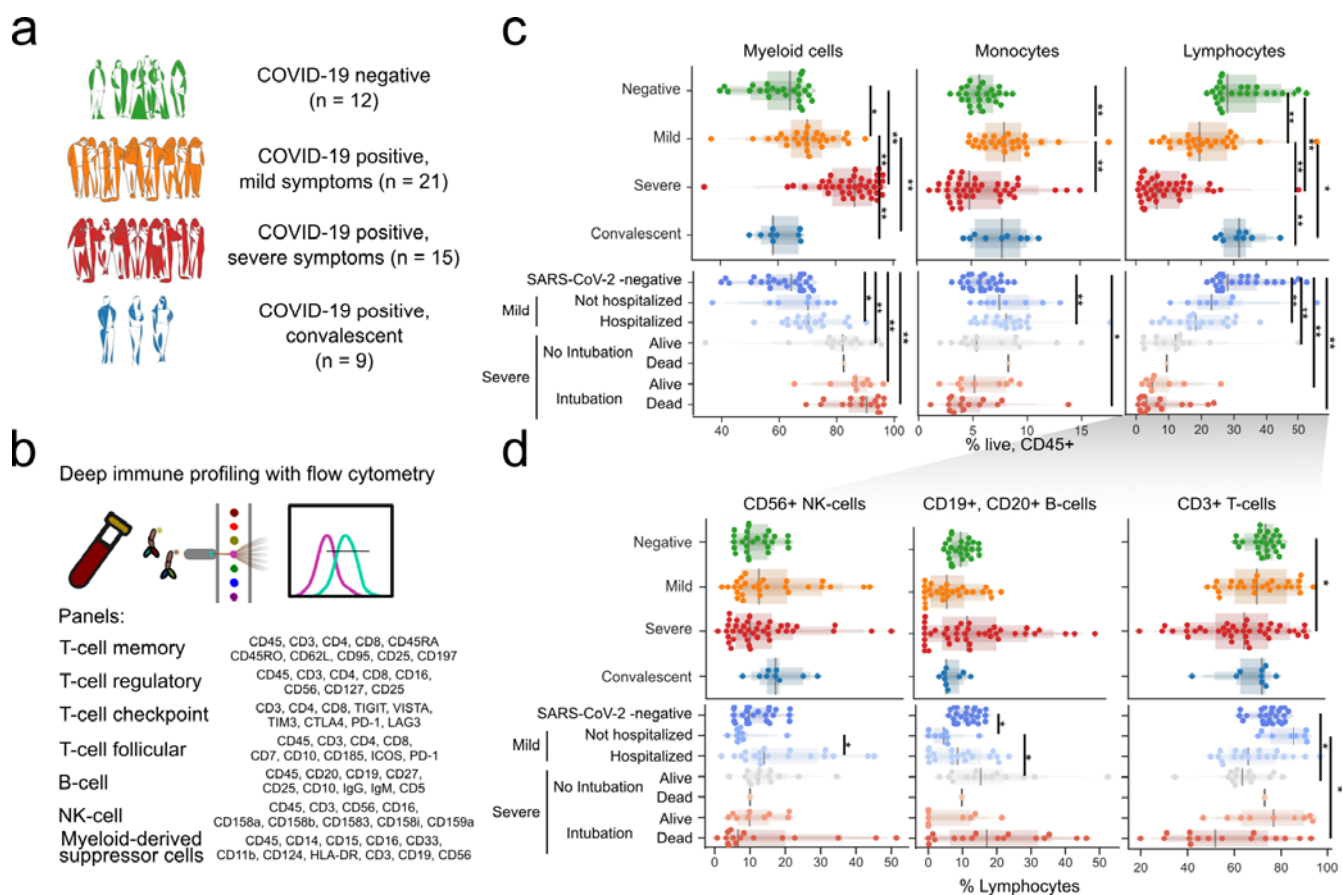 a
COVID-19 negative
(n = 12)
COVID-19 positive,
mild symptoms (n = 21)
COVID-19 positive,
severe symptoms (n = 15)
COVID-19 positive,
convalescent
(n = 9)
b
Deep immune profiling with flow cytometry
Panels:
T-cell memory
CD45, CD3, CD4, CD8, CD45RA
CD45RO, CD62L, CD95, CD25, CD197
T-cell regulatory
CD45, CD3, CD4, CD8, CD16,
CD56, CD127, CD25
T-cell checkpoint
CD3, CD4, CD8, TIGIT, VISTA,
TIM3, CTLA4, PD-1, LAG3
T-cell follicular
CD45, CD3, CD4, CD8,
CD7, CD10, CD185, ICOS, PD-1
B-cell
CD45, CD20, CD19, CD27,
CD25, CD10, IgG, IgM, CD5
NK-cell
CD45, CD3, CD56, CD16,
CD158a, CD158b, CD1583, CD158i, CD159a
Myeloid-derived
suppressor cells
CD45, CD14, CD15, CD16, CD33,
CD11b, CD124, HLA-DR, CD3, CD19, CD56
c
Myeloid cells
Monocytes
Lymphocytes
Negative
* ** ** ** ** **
** **
** ** ** ** ** *
Mild
Severe
Convalescent
SARS-CoV-2 -negative
* ** ** **
** *
** ** ** **
Mild
Not hospitalized
Hospitalized
Severe
No Intubation
Alive
Dead
Intubation
Alive
Dead
40 60 80 100
0 5 10 15
0 10 20 30 40 50
% live, CD45+
d
CD56+ NK-cells
CD19+, CD20+ B-cells
CD3+ T-cells
Negative
Mild
*
Severe
Convalescent
SARS-CoV-2 -negative
* * * * *
Mild
Not hospitalized
Hospitalized
Severe
No Intubation
Alive
Dead
Intubation
Alive
Dead
0 10 20 30 40 50
0 10 20 30 40 50
20 40 60 80 100
% Lymphocytes